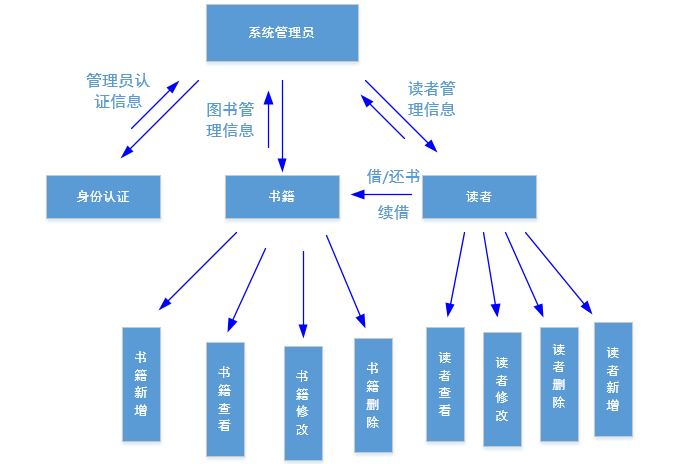 系统管理员
管理员认
证信息
图书管
理信息
读者管
理信息
身份认证
书籍
借/还书
续借
读者
书籍新增
书籍查看
书籍修改
书籍删除
读者查看
读者修改
读者删除
读者新增